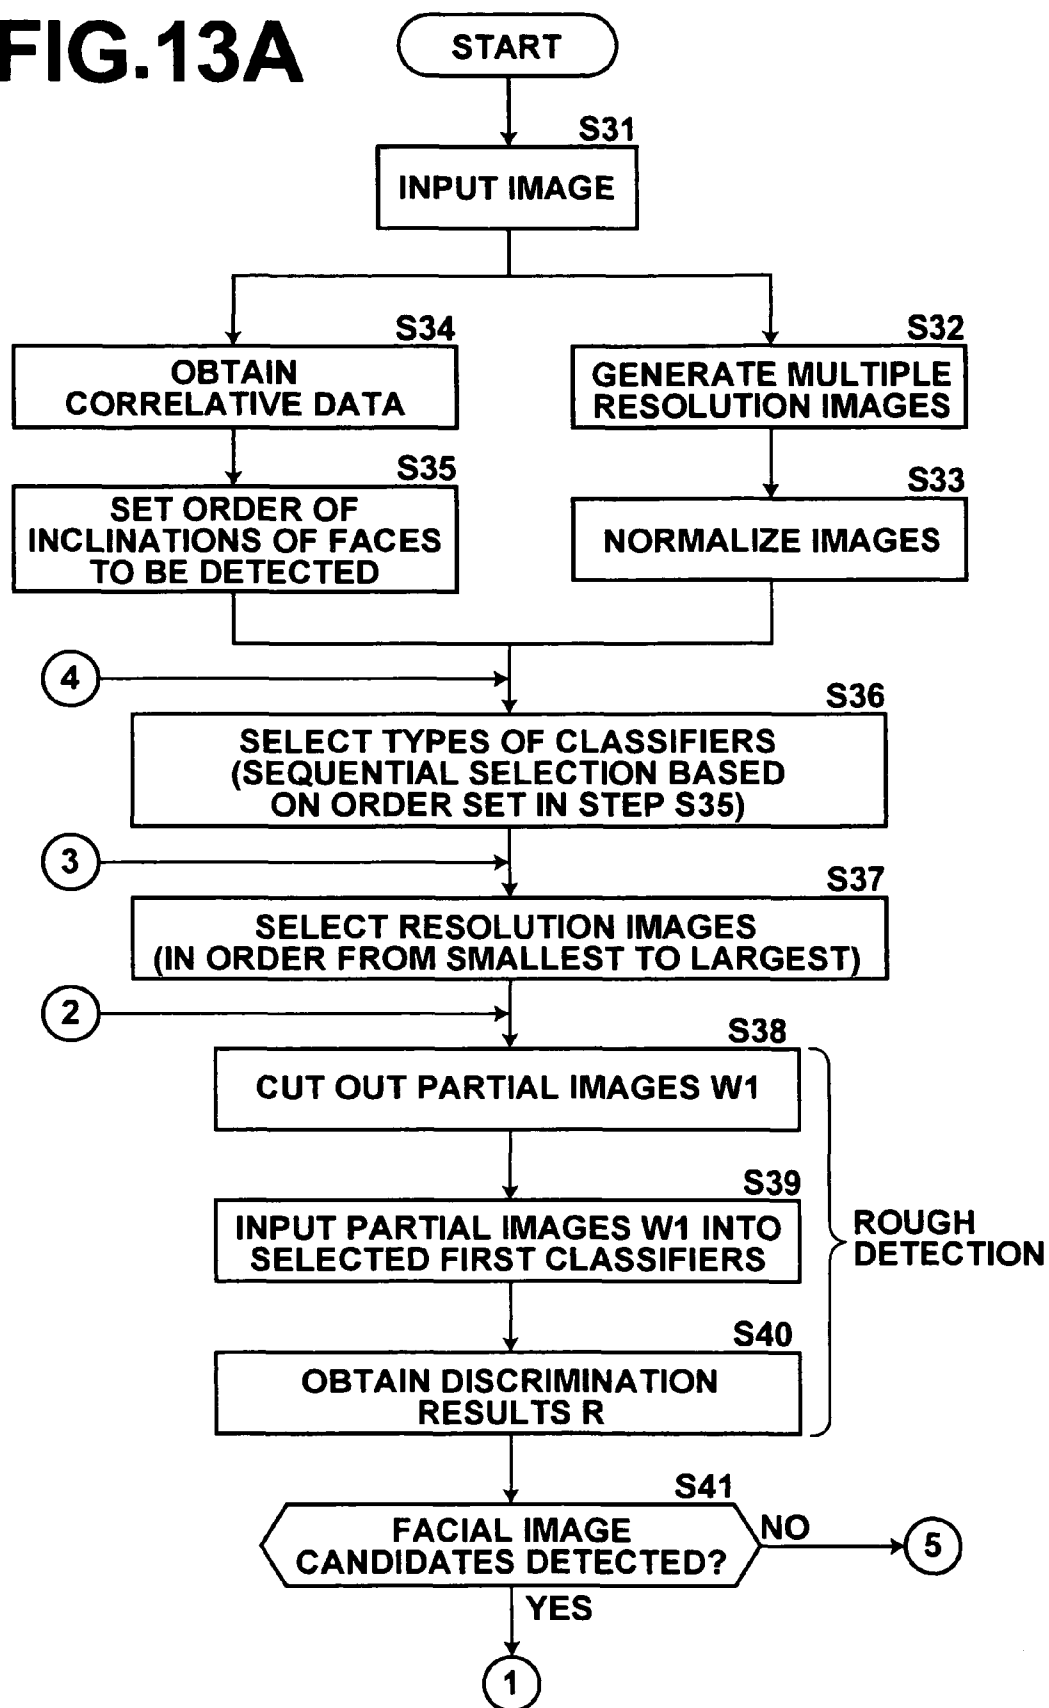 FIG.13A
START
S31
INPUT IMAGE
S34
OBTAIN
CORRELATIVE DATA
S32
GENERATE MULTIPLE
RESOLUTION IMAGES
S35
SET ORDER OF
INCLINATIONS OF FACES
TO BE DETECTED
S33
NORMALIZE IMAGES
4
S36
SELECT TYPES OF CLASSIFIERS
(SEQUENTIAL SELECTION BASED
ON ORDER SET IN STEP S35)
3
S37
SELECT RESOLUTION IMAGES
(IN ORDER FROM SMALLEST TO LARGEST)
2
S38
CUT OUT PARTIAL IMAGES W1
S39
INPUT PARTIAL IMAGES W1 INTO
SELECTED FIRST CLASSIFIERS
ROUGH
DETECTION
S40
OBTAIN DISCRIMINATION
RESULTS R
S41
FACIAL IMAGE
CANDIDATES DETECTED?
NO
5
YES
1